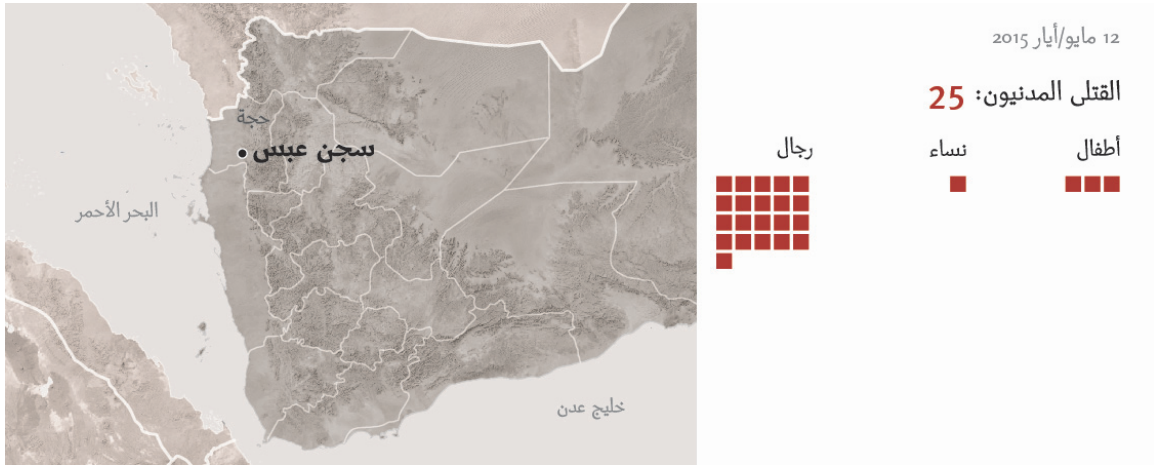 12 مايو/أيار 2015
القتلى المدنيون: 25
أطفال
نساء
رجال
حجة
سجن عبس
البحر الأحمر
خليج عدن